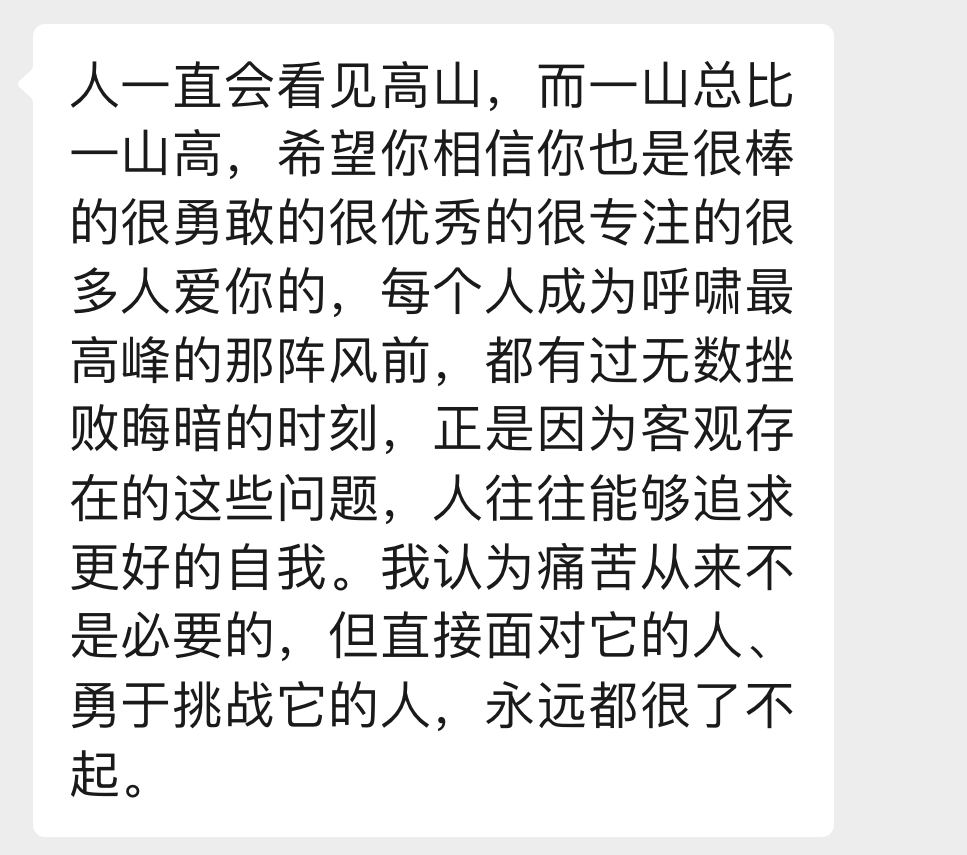 人一直会看见高山，而一山总比
一山高，希望你相信你也是很棒
的很勇敢的很优秀的很专注的很
多人爱你的，每个人成为呼啸最
高峰的那阵风前，都有过无数挫
败晦暗的时刻，正是因为客观存
在的这些问题，人往往能够追求
更好的自我。我认为痛苦从来不
是必要的，但直接面对它的人、
勇于挑战它的人，永远都很了不
起。